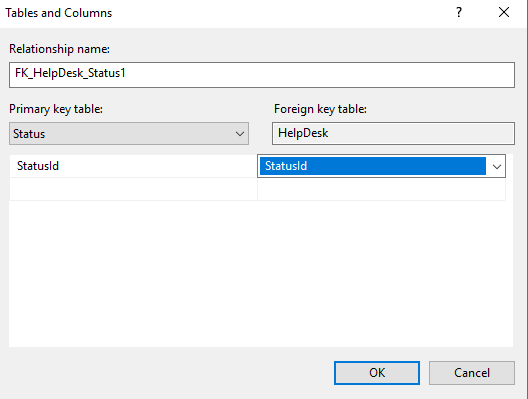 Tables and Columns
?
Relationship name:
FK_HelpDesk_Status1
Primary key table:
Foreign key table:
Status
HelpDesk
StatusId
StatusId
OK
Cancel